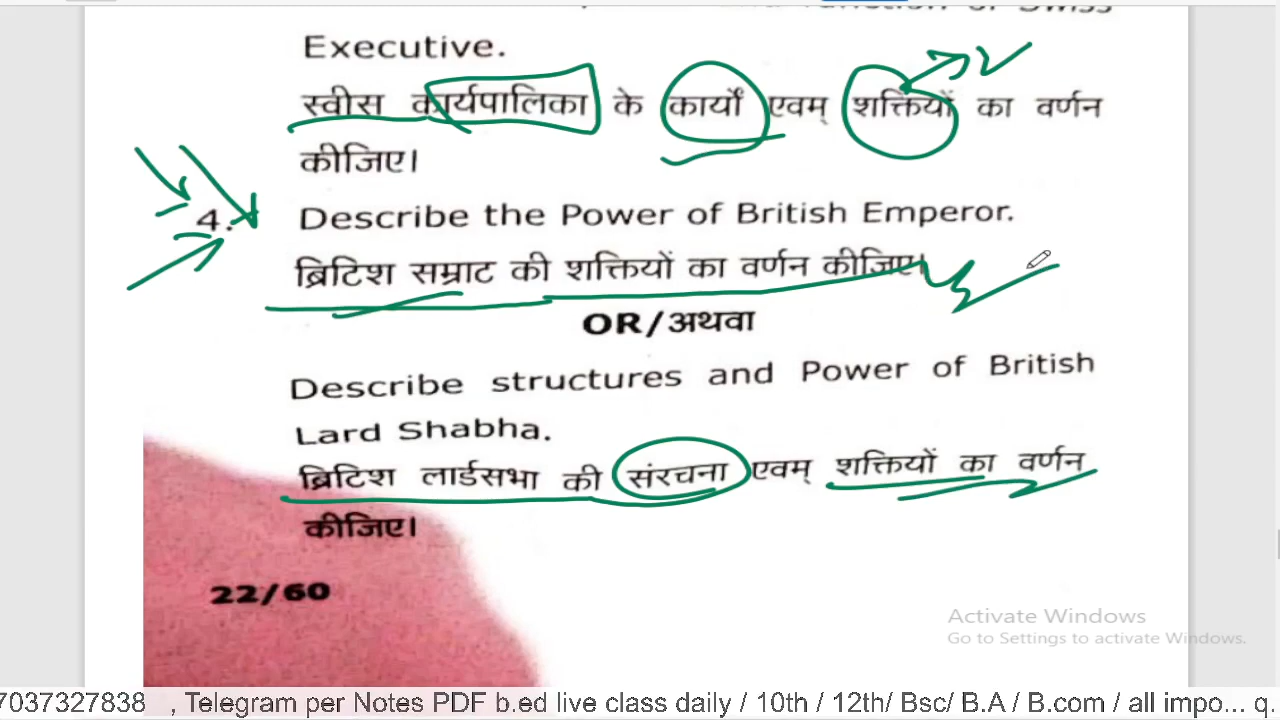 Executive.
स्वीस कार्यपालिका के कार्यों एवम् शक्तियों का वर्णन
कीजिए।
4. Describe the Power of British Emperor.
ब्रिटिश सम्राट की शक्तियों का वर्णन कीजिए।
OR/अथवा
Describe structures and Power of British
Lard Shabha.
ब्रिटिश लार्डसभा की संरचना एवम् शक्तियों का वर्णन
कीजिए।
22/60
Activate Windows
Go to Settings to activate Windows.
7037327838 , Telegram per Notes PDF b.ed live class daily / 10th / 12th/ Bsc/ B.A / B.com / all impo... q.